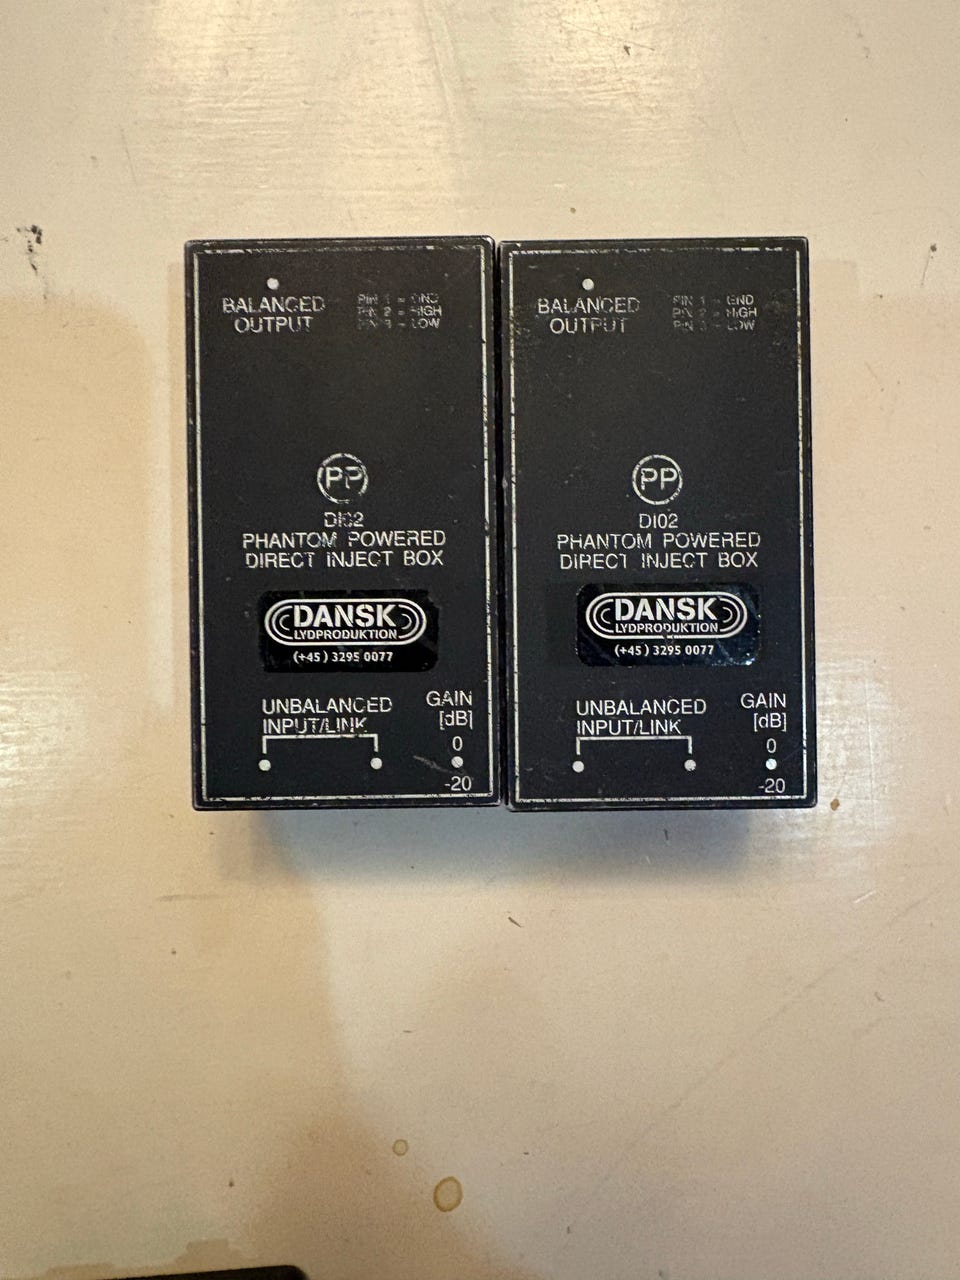 BALANCED
OUTPUT
PIN 1 = GND
PIN 2 = HIGH
PIN 3 = LOW
PP
DI02
PHANTOM POWERED
DIRECT INJECT BOX
DANSK
LYDPRODUKTION
(+45) 3295 0077
UNBALANCED
INPUT/LINK
GAIN
[dB]
0
-20
BALANCED
OUTPUT
PIN 1 = GND
PIN 2 = HIGH
PIN 3 = LOW
PP
DI02
PHANTOM POWERED
DIRECT INJECT BOX
DANSK
LYDPRODUKTION
(+45) 3295 0077
UNBALANCED
INPUT/LINK
GAIN
[dB]
0
-20